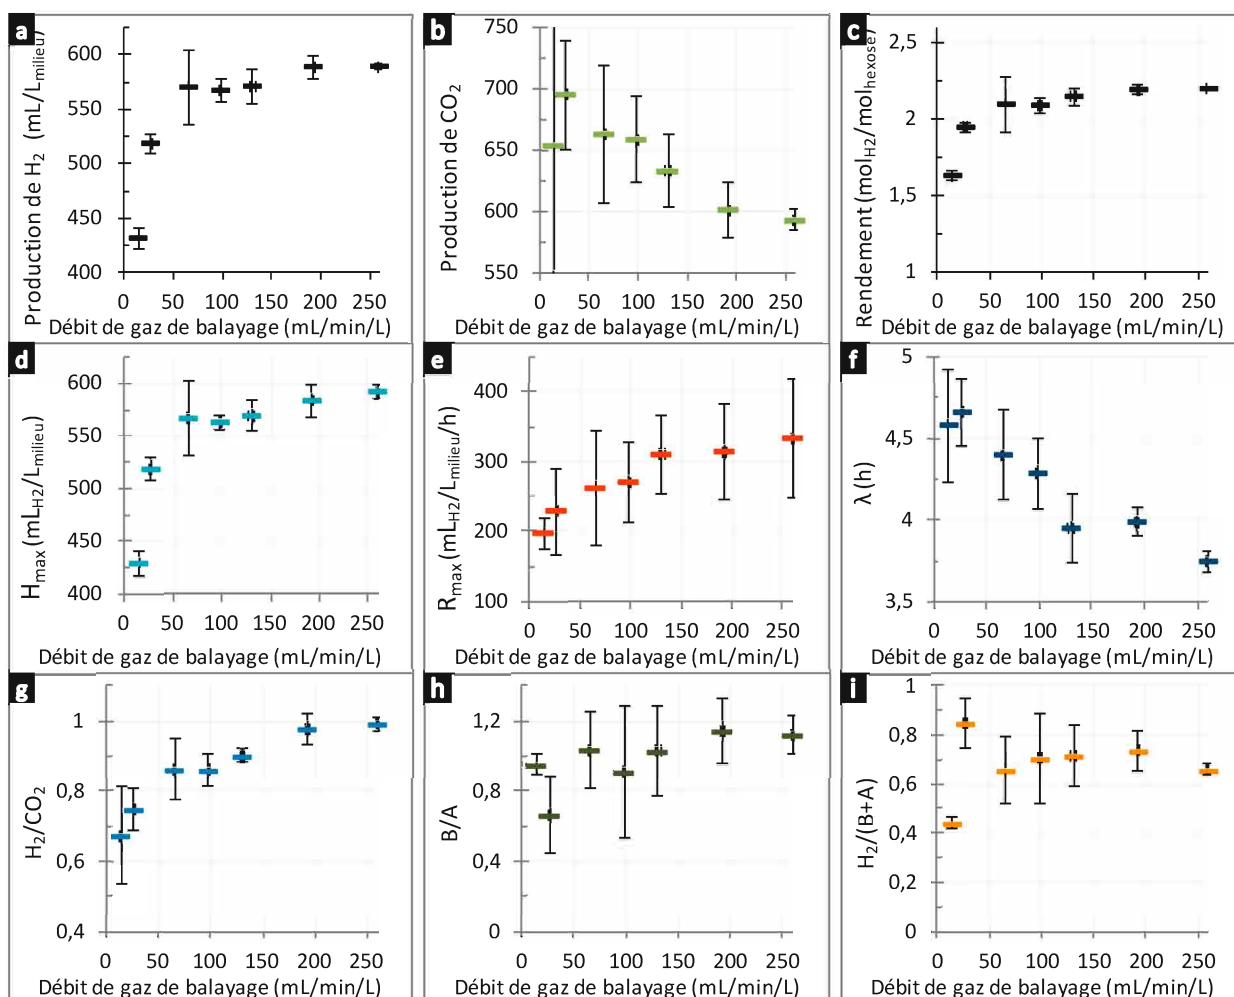 a
Production de H2 (mL/Lmilieu)
600
550
500
450
400
0 50 100 150 200 250
Débit de gaz de balayage (mL/min/L)
b
Production de CO2
700
650
600
550
0 50 100 150 200 250
Débit de gaz de balayage (mL/min/L)
c
Rendement (molH2/molhexose)
2,5
2
1,5
1
0 50 100 150 200 250
Débit de gaz de balayage (mL/min/L)
d
Hmax (mLH2/Lmilieu)
600
550
500
450
400
0 50 100 150 200 250
Débit de gaz de balayage (mL/min/L)
e
Rmax (mLH2/Lmilieu/h)
400
300
200
100
0 50 100 150 200 250
Débit de gaz de balayage (mL/min/L)
f
λ (h)
5
4,5
4
3,5
0 50 100 150 200 250
Débit de gaz de balayage (mL/min/L)
g
H2/CO2
1
0,8
0,6
0,4
0 50 100 150 200 250
Débit de gaz de balayage (mL/min/L)
h
B/A
1,2
0,8
0,4
0
0 50 100 150 200 250
Débit de gaz de balayage (mL/min/L)
i
H2/(B+A)
1
0,8
0,6
0,4
0,2
0
0 50 100 150 200 250
Débit de gaz de balayage (mL/min/L)